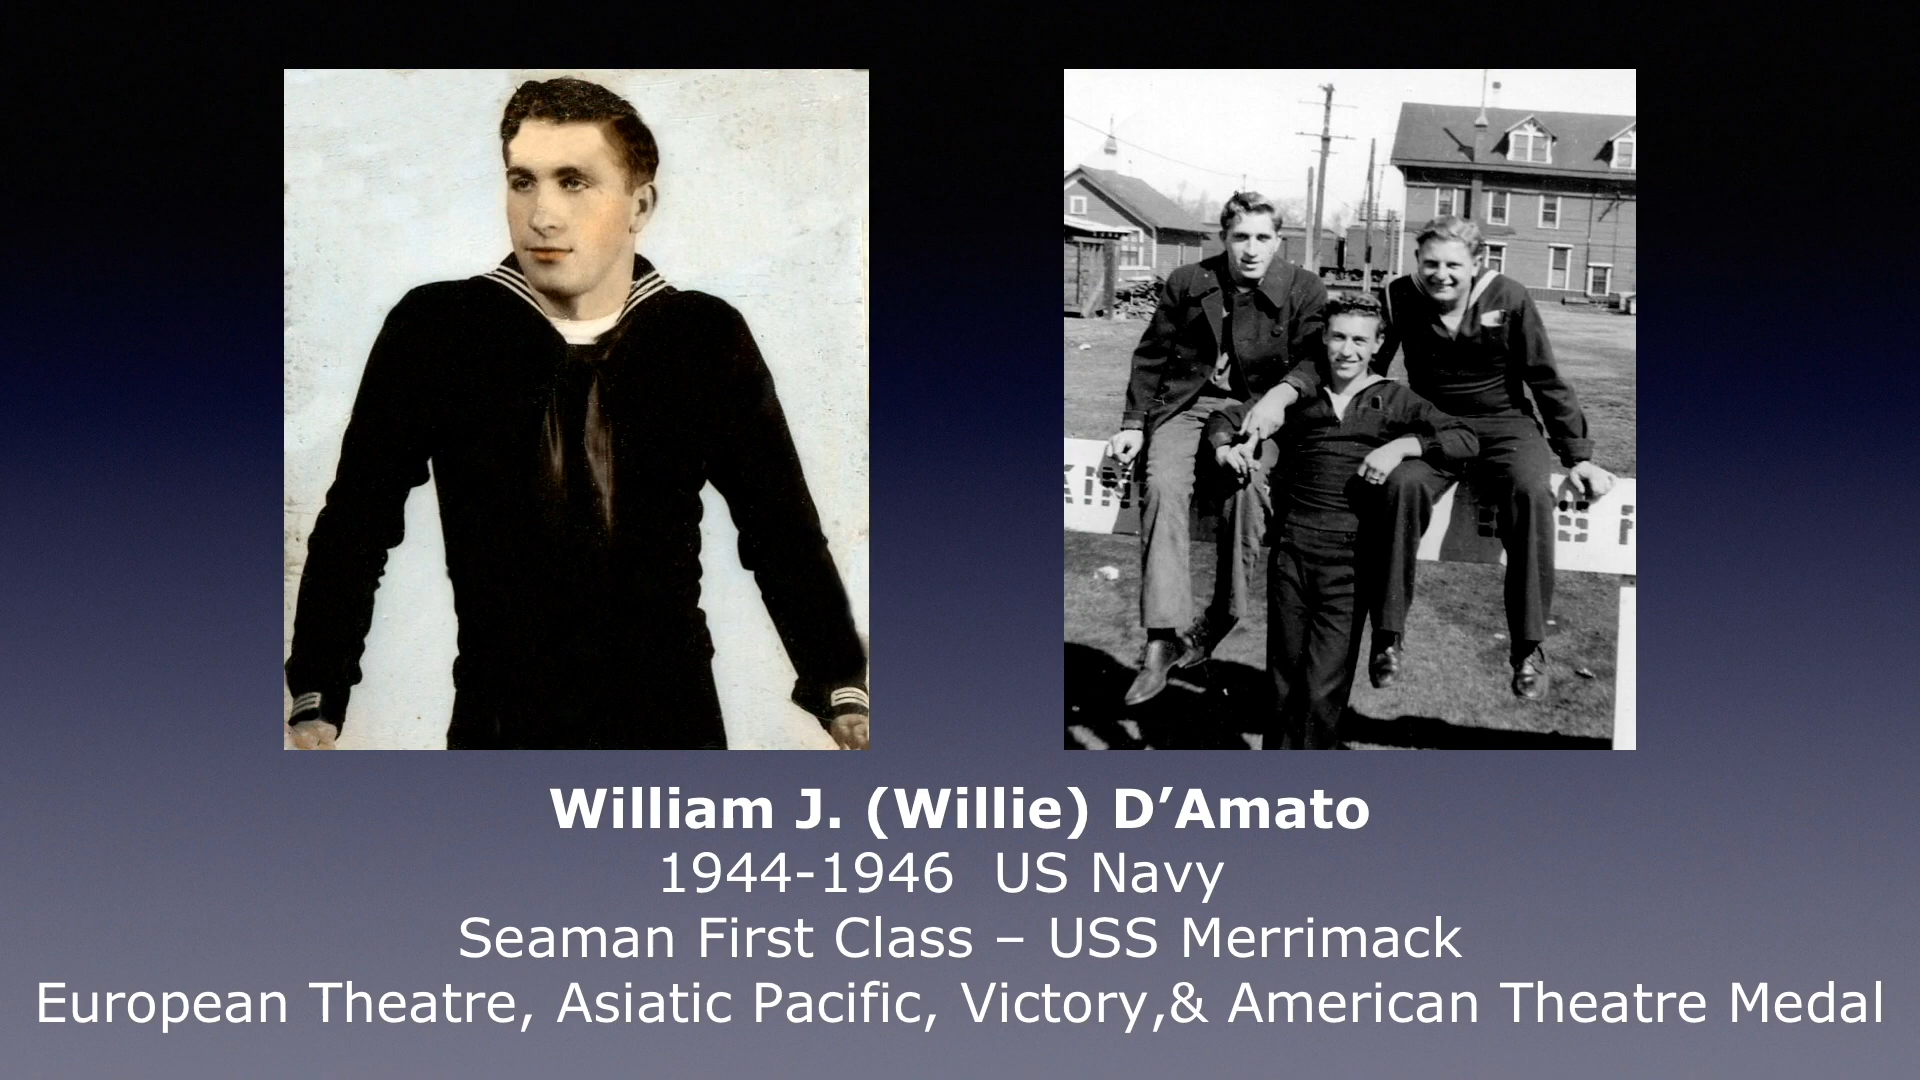 William J. (Willie) D’Amato
1944-1946 US Navy
Seaman First Class – USS Merrimack
European Theatre, Asiatic Pacific, Victory,& American Theatre Medal